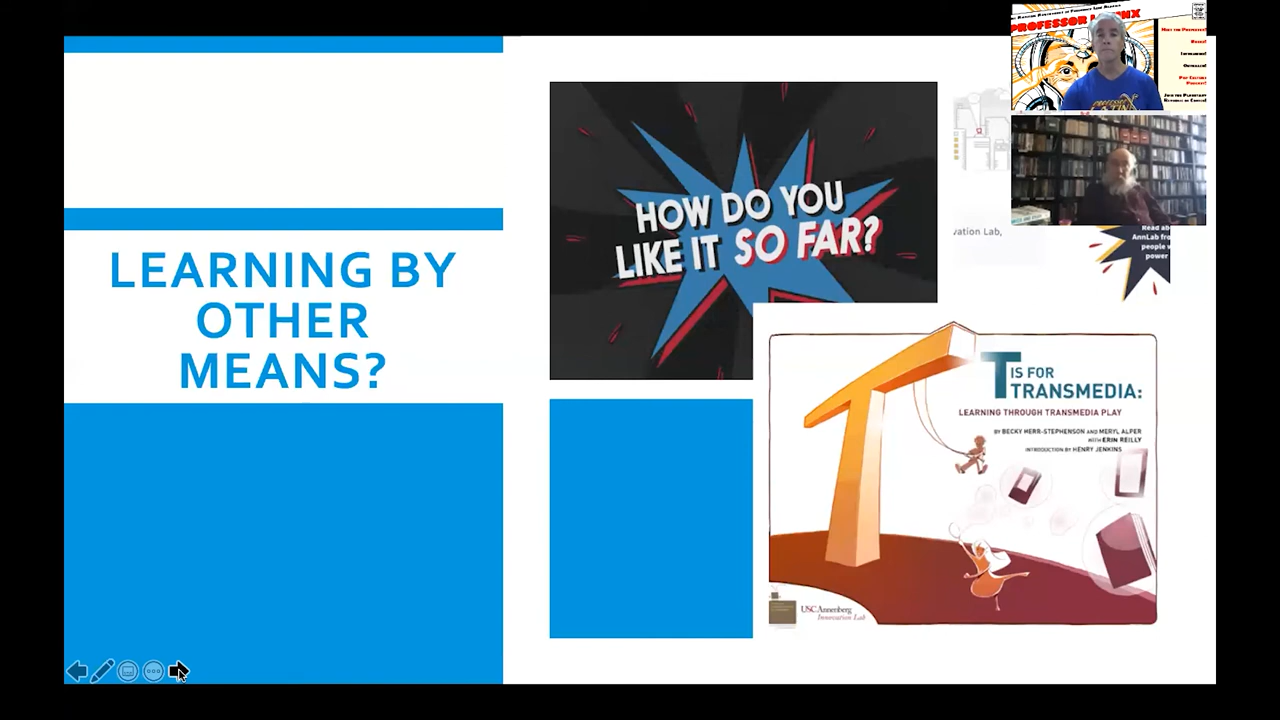 LEARNING BY
OTHER
MEANS?
HOW DO YOU
LIKE IT SO FAR?
vation Lab,
Read ab
AnnLab fro
people w
power
T IS FOR
TRANSMEDIA:
LEARNING THROUGH TRANSMEDIA PLAY
BY BECKY HERR-STEPHENSON AND MERYL ALPER
with ERIN REILLY
INTRODUCTION BY HENRY JENKINS
USC Annenberg
Innovation Lab
PROFESSOR